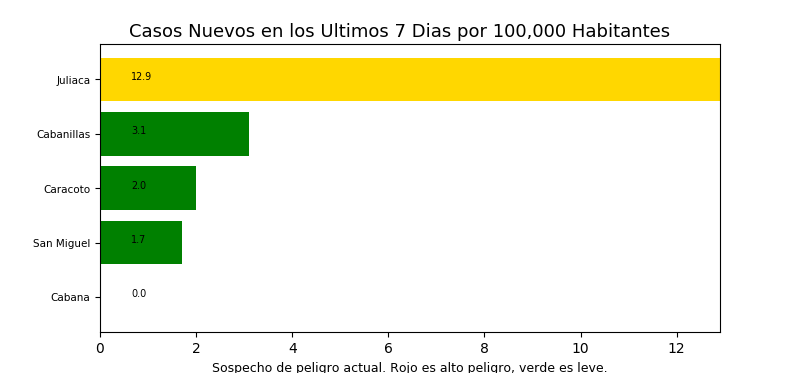 Casos Nuevos en los Ultimos 7 Dias por 100,000 Habitantes
Juliaca 12.9
Cabanillas 3.1
Caracoto 2.0
San Miguel 1.7
Cabana 0.0
0 2 4 6 8 10 12
Sospecho de peligro actual. Rojo es alto peligro, verde es leve.